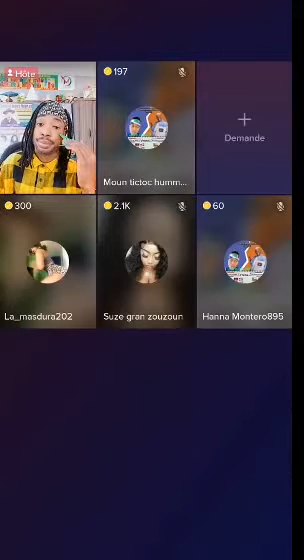 Hôte
197
Moun tictoc humm...
Demande
300
La_masdura202
2.1K
Suze gran zouzoun
60
Hanna Montero895